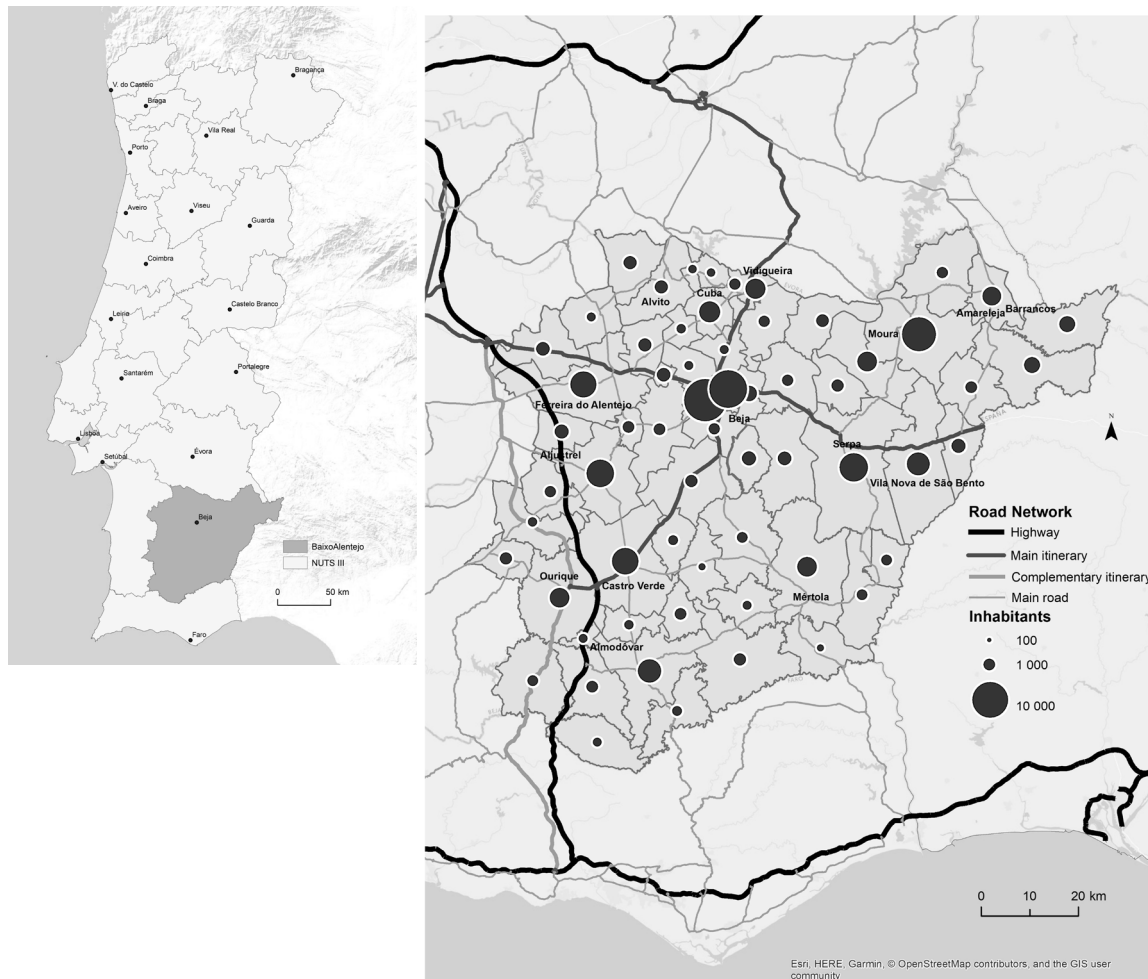 Bragança
V. do Castelo
Braga
Vila Real
Porto
Aveiro
Viseu
Guarda
Coimbra
Castelo Branco
Leiria
Santarém
Portalegre
Lisboa
Setúbal
Évora
Beja
BaixoAlentejo
NUTS III
0 50 km
Faro
Vidigueira
Alvito
Cuba
Barrancos
Amareleja
Moura
Ferreira do Alentejo
Beja
ESPAÑA
N
Serpa
Aljustrel
Vila Nova de São Bento
Road Network
Highway
Main itinerary
Complementary itinerary
Main road
Ourique
Castro Verde
Mértola
Inhabitants
100
1 000
10 000
Almodôvar
0 10 20 km
Esri, HERE, Garmin, © OpenStreetMap contributors, and the GIS user
community